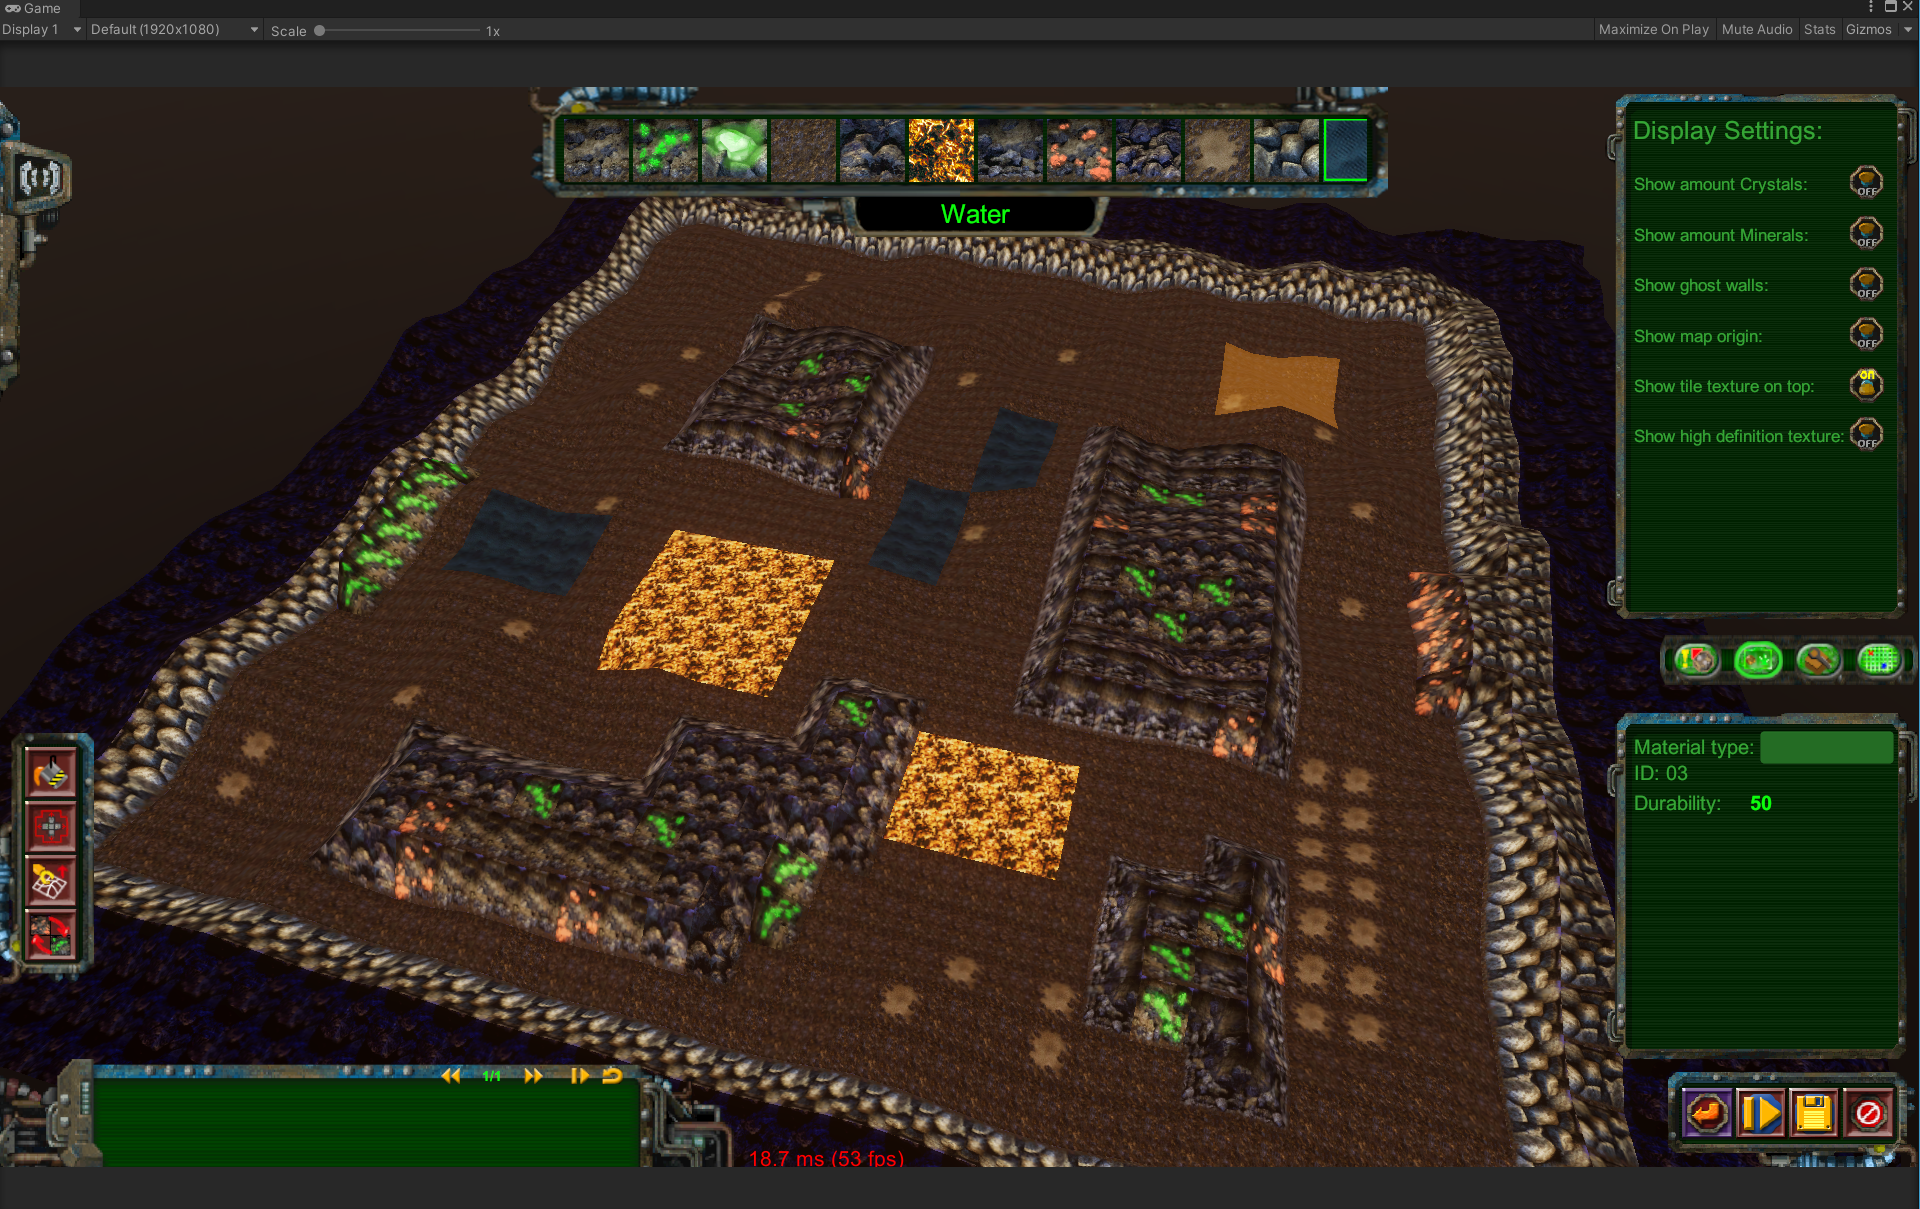 Game
Display 1 Default (1920x1080) Scale 1x Maximize On Play Mute Audio Stats Gizmos
Water
Display Settings:
Show amount Crystals: OFF
Show amount Minerals: OFF
Show ghost walls: OFF
Show map origin: OFF
Show tile texture on top: on
Show high definition texture: OFF
Material type:
ID: 03
Durability: 50
1/1
18.7 ms (53 fps)